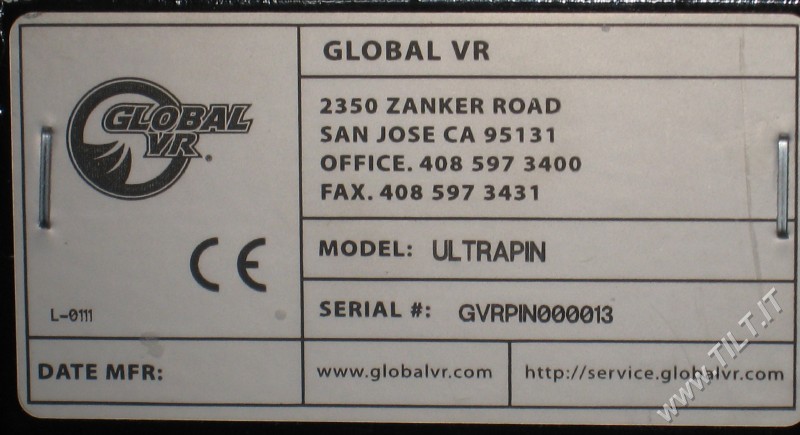 GLOBAL VR
GLOBAL
VR®
2350 ZANKER ROAD
SAN JOSE CA 95131
OFFICE. 408 597 3400
FAX. 408 597 3431
CE
MODEL: ULTRAPIN
L-0111
SERIAL #: GVRPIN000013
DATE MFR:
www.globalvr.com
http://service.globalvr.com
WWW.TILT.IT